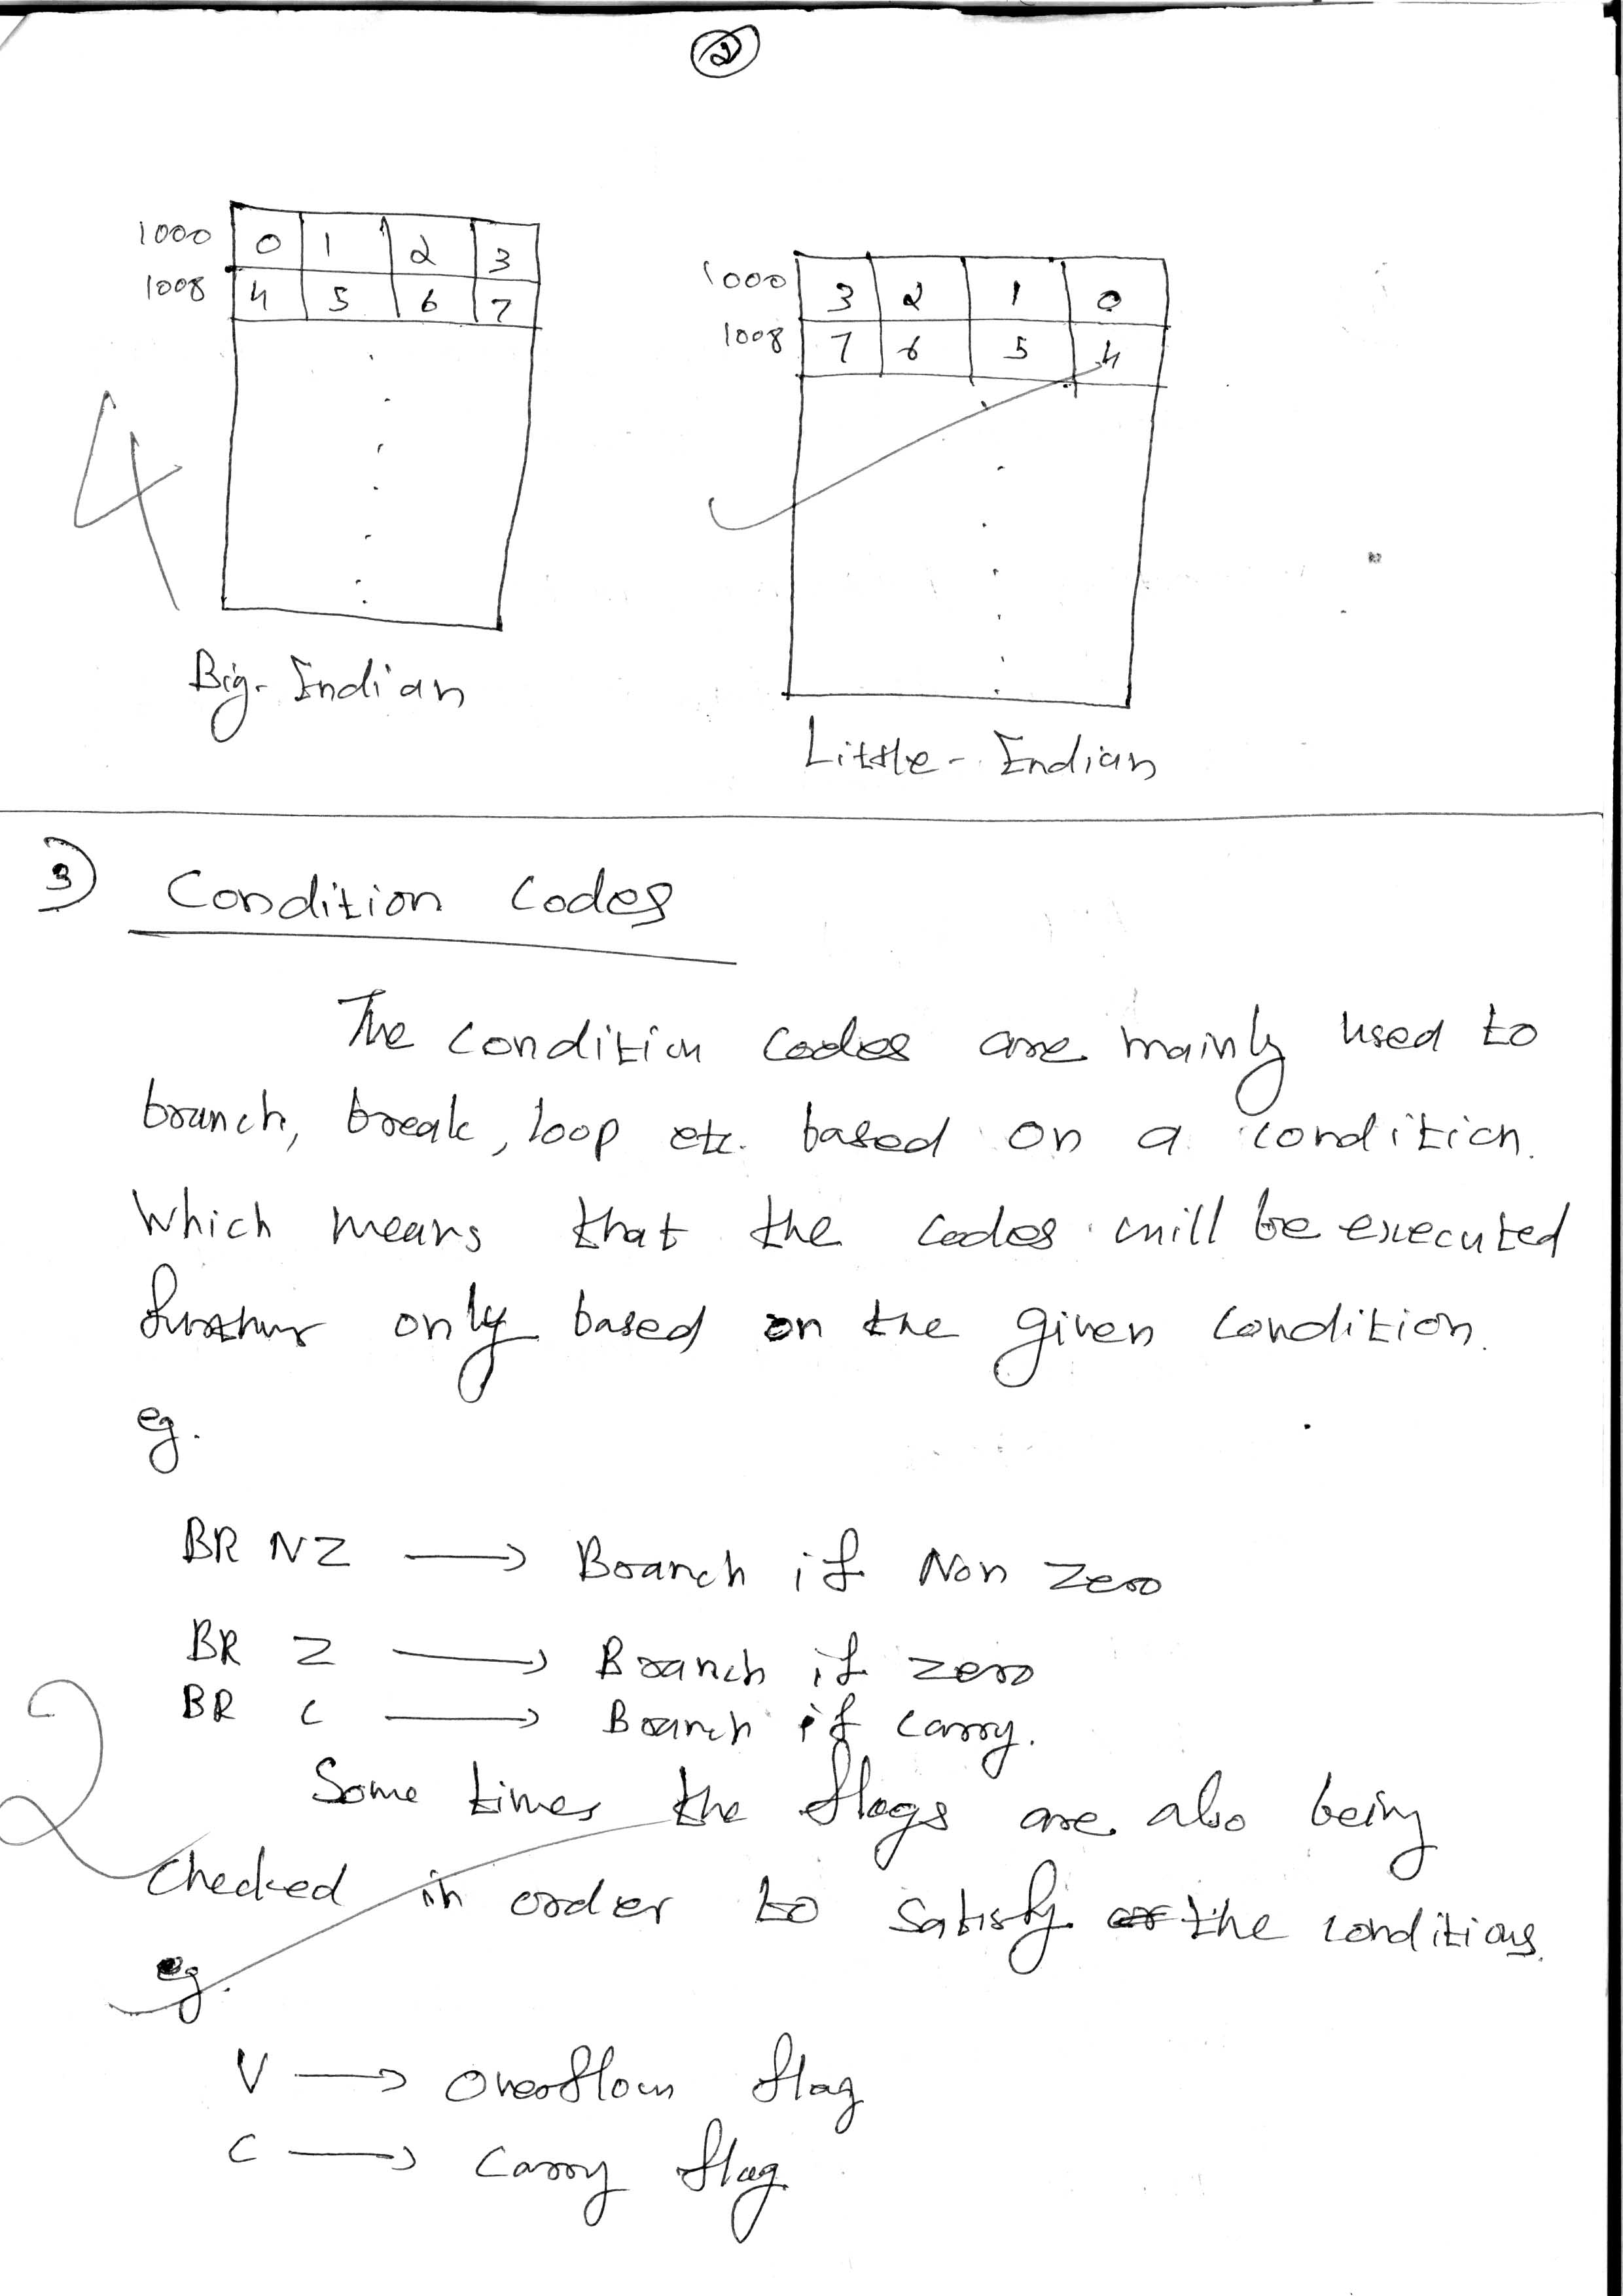 2
1000 0 1 2 3
1008 4 5 6 7
4
Big-Indian
1000 3 2 1 0
1008 7 6 5 4
Little-Indian
3) Condition Codes
The condition codes are mainly used to
branch, break, loop etc. based on a condition.
Which means that the codes will be executed
further only based on the given condition.
eg.
BR NZ → Branch if Non zero
BR Z → Branch if zero
BR C → Branch if carry.
2
Some times the flags are also being
checked in order to satisfy the conditions.
eg.
V → Overflow flag
C → Carry flag